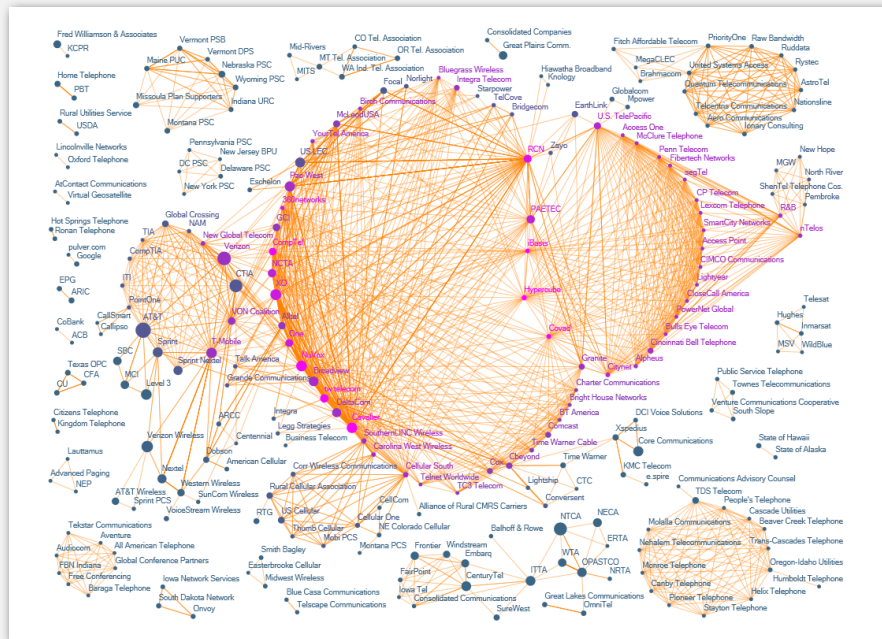 Fred Williamson & Associates
KCPR
Home Telephone
PBT
Rural Utilities Service
USDA
Lincolnville Networks
Oxford Telephone
AtContact Communications
Virtual Geosatellite
Hot Springs Telephone
Ronan Telephone
pulver.com
Google
EPG
ARIC
CoBank
ACB
Texas OPC
CFA
CU
Citizens Telephone
Kingdom Telephone
Lauttamus
Advanced Paging
NEP
Vermont PSB
Vermont DPS
Maine PUC
Nebraska PSC
Wyoming PSC
Missoula Plan Supporters
Indiana URC
Montana PSC
Pennsylvania PSC
New Jersey BPU
DC PSC
Delaware PSC
New York PSC
Mid-Rivers
MITS
CO Tel. Association
MT Tel. Association
OR Tel. Association
WA Ind. Tel. Association
Consolidated Companies
Great Plains Comm.
Hiawatha Broadband
Knology
Fitch Affordable Telecom
MegaCLEC
Brahmacom
Globalcom
Mpower
PriorityOne
Raw Bandwidth
Ruddata
United Systems Access
Rystec
Quantum Telecommunications
AstroTel
Nationsline
Telcentria Communications
Aero Communications
Ionary Consulting
Focal
Norlight
Bluegrass Wireless
Integra Telecom
Starpower
TelCove
Bridgecom
Birch Communications
McLeodUSA
YourTel America
US LEC
Eschelon
Pac-West
360networks
GCI
CompTel
NCTA
XO
Alltel
One
NuVox
Broadview
tw telecom
DeltaCom
Cavalier
SouthernLINC Wireless
Carolina West Wireless
Cellular South
Telnet Worldwide
TC3 Telecom
Cox
Cbeyond
Time Warner Cable
Comcast
BT America
Bright House Networks
Charter Communications
Citynet
Granite
Alpheus
Cincinnati Bell Telephone
Bulls Eye Telecom
PowerNet Global
CloseCall America
Lightyear
CIMCO Communications
Access Point
SmartCity Networks
Lexcom Telephone
CP Telecom
segTel
Fibertech Networks
Penn Telecom
McClure Telephone
Access One
U.S. TelePacific
EarthLink
RCN
Zayo
PAETEC
iBasis
Hypercube
Covad
New Hope
MGW
North River
ShenTel Telephone Cos.
Pembroke
R&B
nTelos
Global Crossing
TIA
NAM
CompTIA
New Global Telecom
Verizon
CTIA
ITI
PointOne
AT&T
VON Coalition
CallSmart
Callipso
SBC
Sprint
T-Mobile
MCI
Level 3
Sprint Nextel
Talk America
Grande Communications
ARCC
Dobson
Centennial
Integra
Legg Strategies
Business Telecom
American Cellular
Verizon Wireless
Nextel
Western Wireless
AT&T Wireless
Sprint PCS
SunCom Wireless
VoiceStream Wireless
Corr Wireless Communications
Rural Cellular Association
RTG
US Cellular
CellCom
Cellular One
Thumb Cellular
NE Colorado Cellular
Mobi PCS
Montana PCS
Alliance of Rural CMRS Carriers
Telesat
Hughes
Inmarsat
MSV
WildBlue
Public Service Telephone
Townes Telecommunications
Venture Communications Cooperative
South Slope
State of Hawaii
State of Alaska
DCI Voice Solutions
Xspedius
Core Communications
KMC Telecom
e.spire
Time Warner
Lightship
CTC
Conversent
Communications Advisory Counsel
TDS Telecom
People's Telephone
Cascade Utilities
Molalla Communications
Beaver Creek Telephone
Nehalem Telecommunications
Trans-Cascades Telephone
Monroe Telephone
Oregon-Idaho Utilities
Canby Telephone
Humboldt Telephone
Pioneer Telephone
Helix Telephone
Stayton Telephone
Balhoff & Rowe
NTCA
NECA
ERTA
WTA
OPASTCO
ITTA
NRTA
Great Lakes Communications
OmniTel
SureWest
Frontier
Windstream
Embarq
FairPoint
CenturyTel
Iowa Tel
Consolidated Communications
Smith Bagley
Easterbrooke Cellular
Midwest Wireless
Blue Casa Communications
Telscape Communications
Tekstar Communications
Aventure
Audiocom
All American Telephone
FBN Indiana
Global Conference Partners
Free Conferencing
Baraga Telephone
Iowa Network Services
South Dakota Network
Onvoy